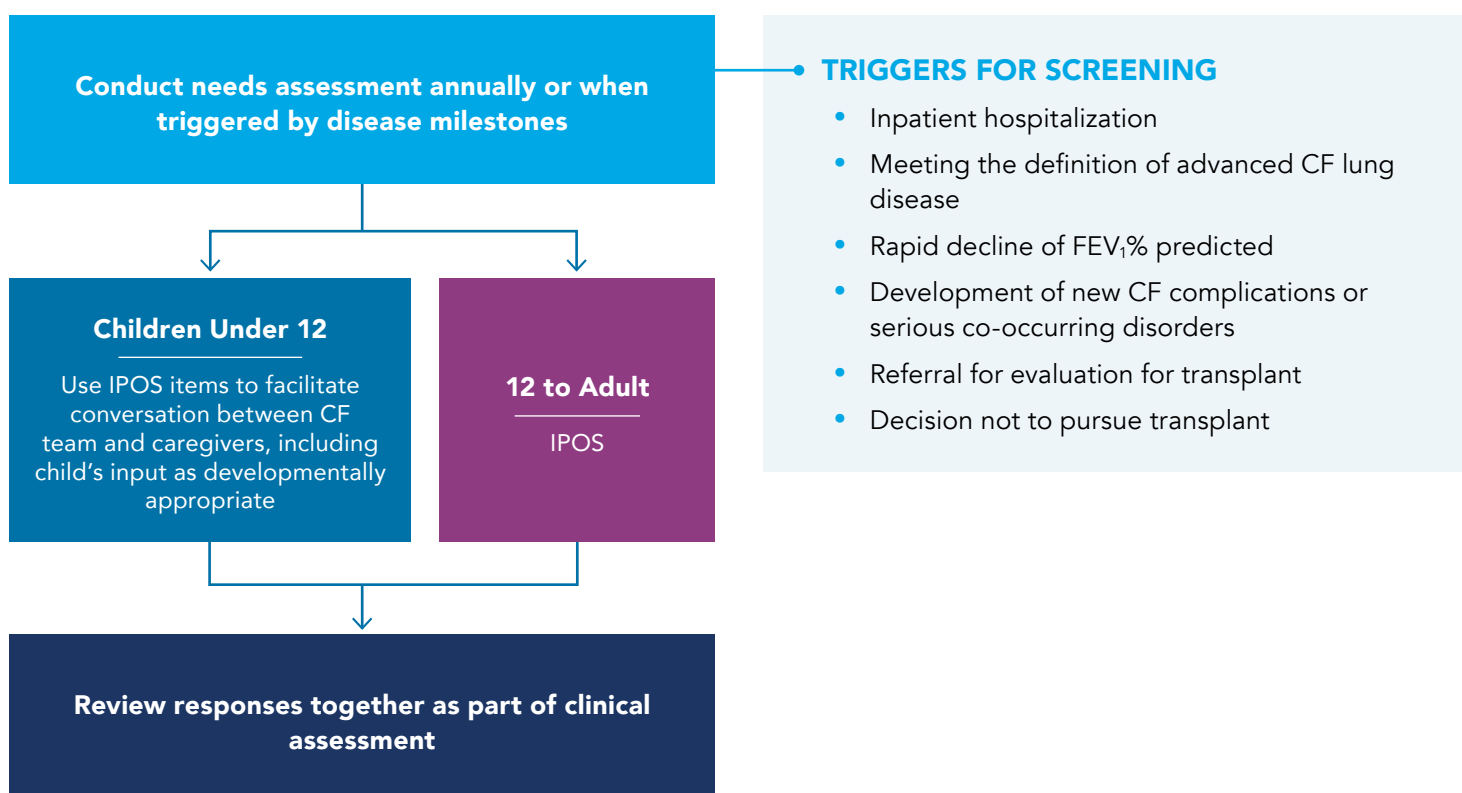 Conduct needs assessment annually or when
triggered by disease milestones
TRIGGERS FOR SCREENING
• Inpatient hospitalization
• Meeting the definition of advanced CF lung
disease
• Rapid decline of FEV₁% predicted
• Development of new CF complications or
serious co-occurring disorders
• Referral for evaluation for transplant
• Decision not to pursue transplant
Children Under 12
Use IPOS items to facilitate
conversation between CF
team and caregivers, including
child’s input as developmentally
appropriate
12 to Adult
IPOS
Review responses together as part of clinical
assessment